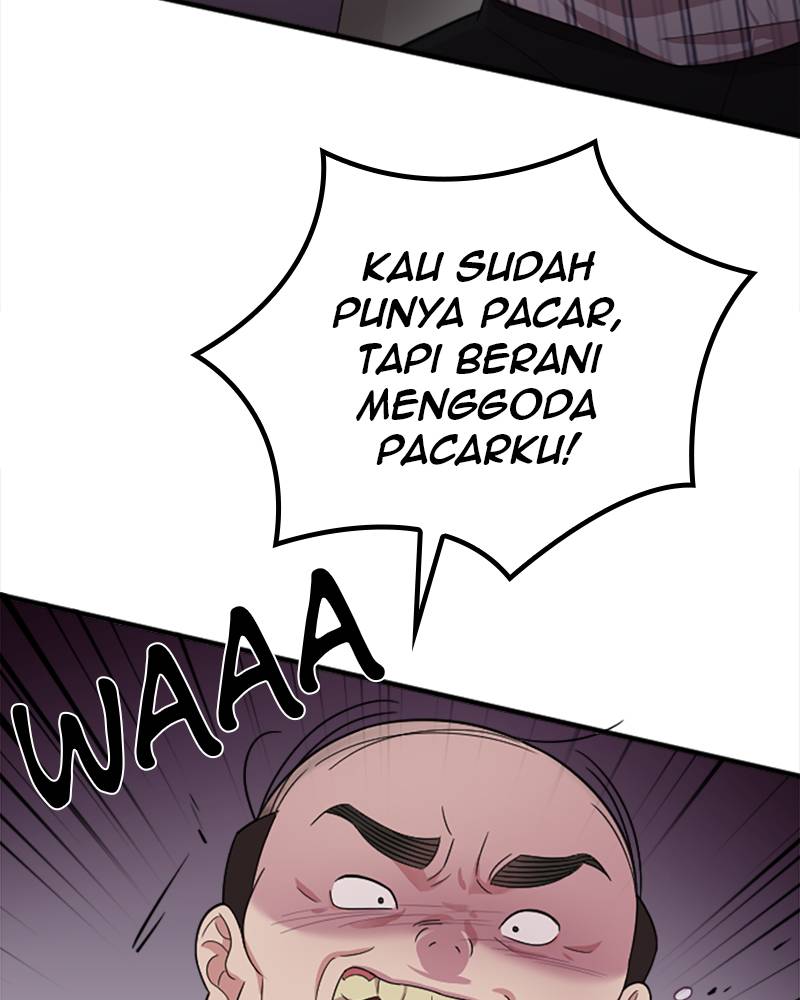 KAU SUDAH
PUNYA PACAR,
TAPI BERANI
MENGGODA
PACARKU!
WAAA